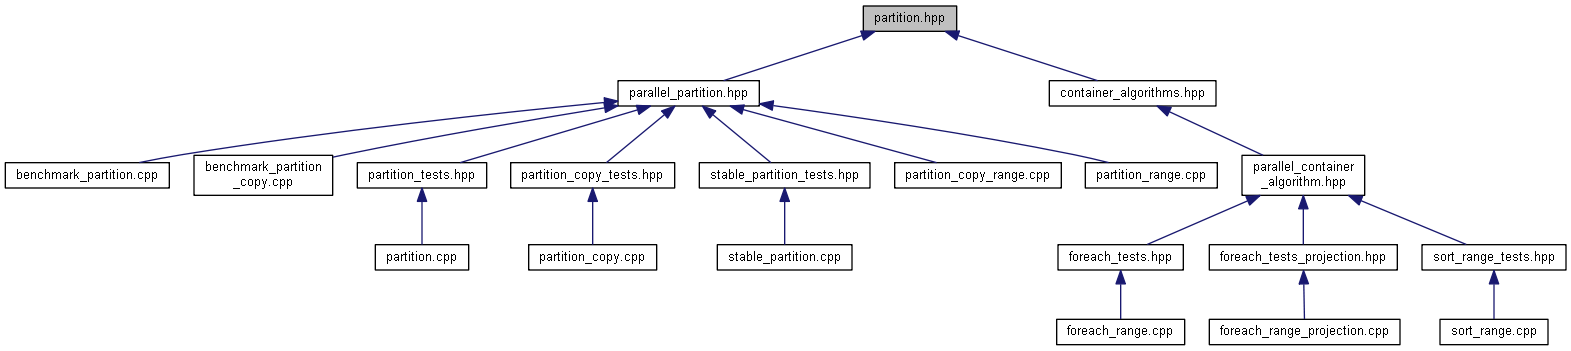 partition.hpp
parallel_partition.hpp
container_algorithms.hpp
benchmark_partition.cpp
benchmark_partition
_copy.cpp
partition_tests.hpp
partition_copy_tests.hpp
stable_partition_tests.hpp
partition_copy_range.cpp
partition_range.cpp
parallel_container
_algorithm.hpp
partition.cpp
partition_copy.cpp
stable_partition.cpp
foreach_tests.hpp
foreach_tests_projection.hpp
sort_range_tests.hpp
foreach_range.cpp
foreach_range_projection.cpp
sort_range.cpp